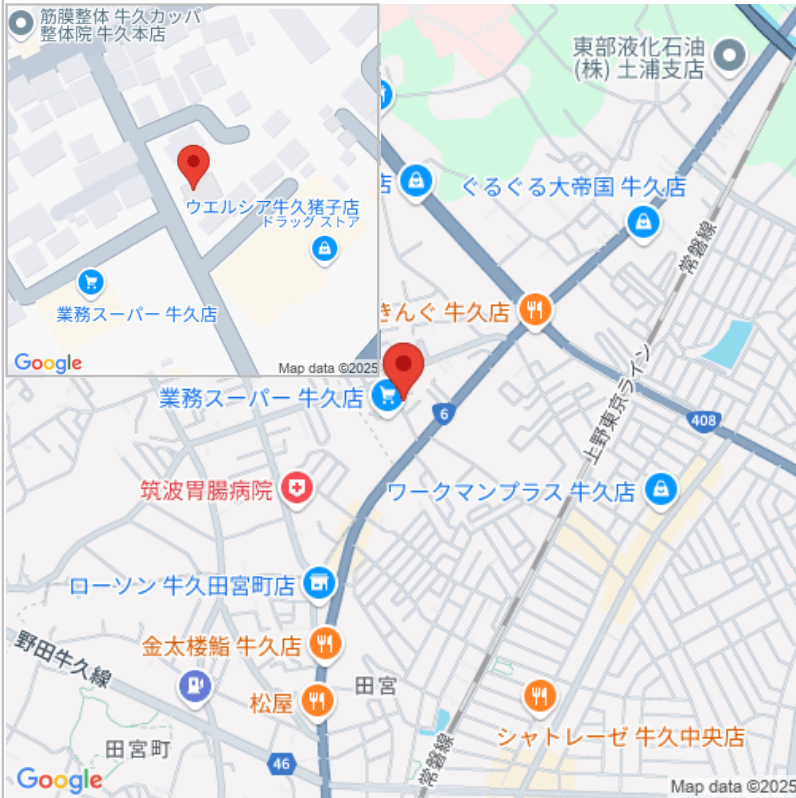 筋膜整体 牛久カッパ
整体院 牛久本店
ウエルシア牛久猪子店
ドラッグ ストア
業務スーパー 牛久店
Google
Map data ©2025
東部液化石油
(株) 土浦支店
店
ぐるぐる大帝国 牛久店
常磐線
きんぐ 牛久店
業務スーパー 牛久店
6
上野東京ライン
408
筑波胃腸病院
ワークマンプラス 牛久店
ローソン 牛久田宮町店
金太楼鮨 牛久店
野田牛久線
松屋
田宮
シャトレーゼ 牛久中央店
田宮町
46
常磐線
Google
Map data ©2025